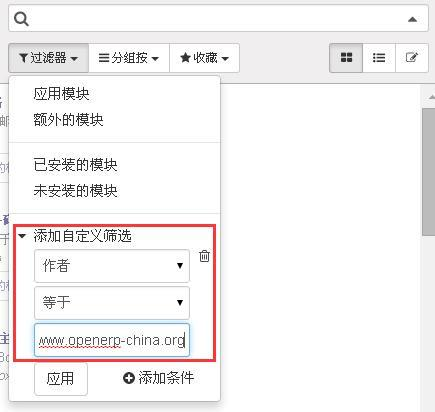 过滤器 分组按 收藏
应用模块
额外的模块
已安装的模块
未安装的模块
添加自定义筛选
作者
等于
www.openerp-china.org
应用 添加条件